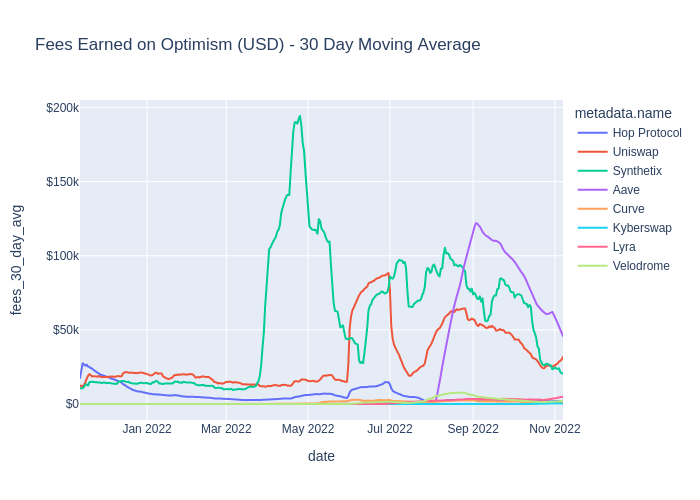 Fees Earned on Optimism (USD) - 30 Day Moving Average
metadata.name
Hop Protocol
Uniswap
Synthetix
Aave
Curve
Kyberswap
Lyra
Velodrome
fees_30_day_avg
$200k
$150k
$100k
$50k
$0
Jan 2022 Mar 2022 May 2022 Jul 2022 Sep 2022 Nov 2022
date